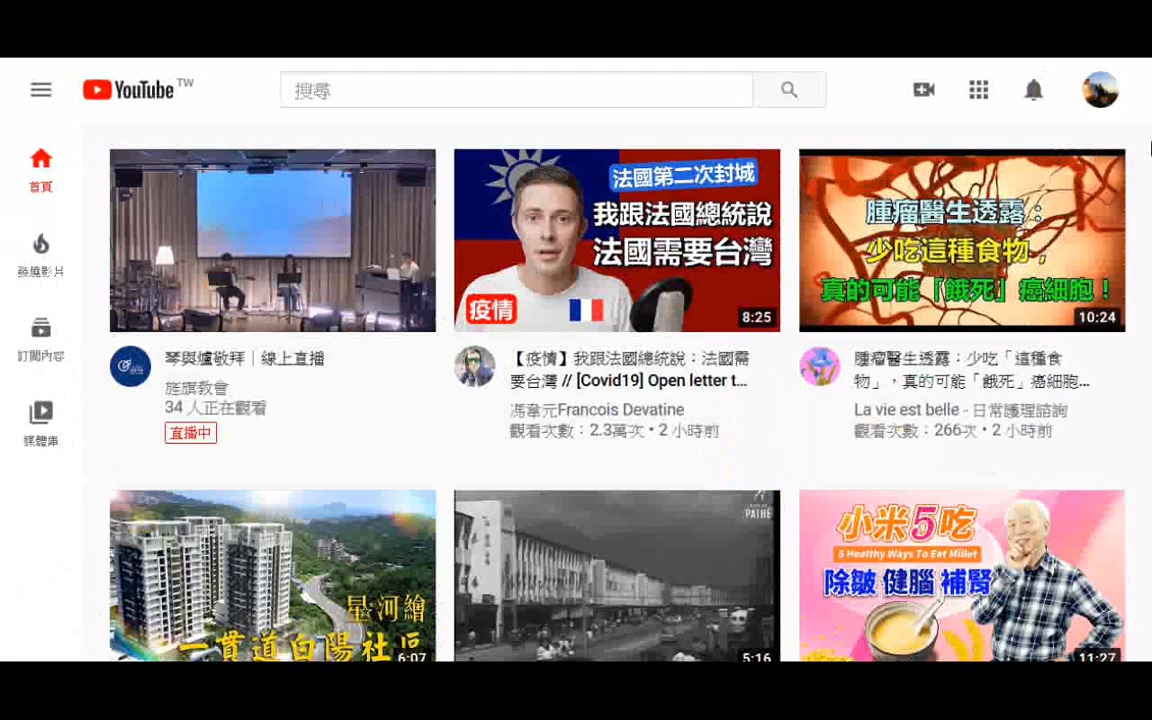 YouTube TW
搜尋
首頁
發燒影片
訂閱內容
媒體庫
法國第二次封城
我跟法國總統說
法國需要台灣
疫情
8:25
腫瘤醫生透露：
少吃這種食物，
真的可能「餓死」癌細胞！
10:24
琴與爐敬拜｜線上直播
旌旗教會
34 人正在觀看
直播中
【疫情】我跟法國總統說：法國需
要台灣 // [Covid19] Open letter t...
馮韋元Francois Devatine
觀看次數：2.3萬次 • 2 小時前
腫瘤醫生透露：少吃「這種食
物」，真的可能「餓死」癌細胞...
La vie est belle - 日常護理諮詢
觀看次數：266次 • 2 小時前
星河繪
一貫道白陽社區
6:07
PATHÉ
5:16
小米5吃
5 Healthy Ways To Eat Millet
除皺 健腦 補腎
11:27